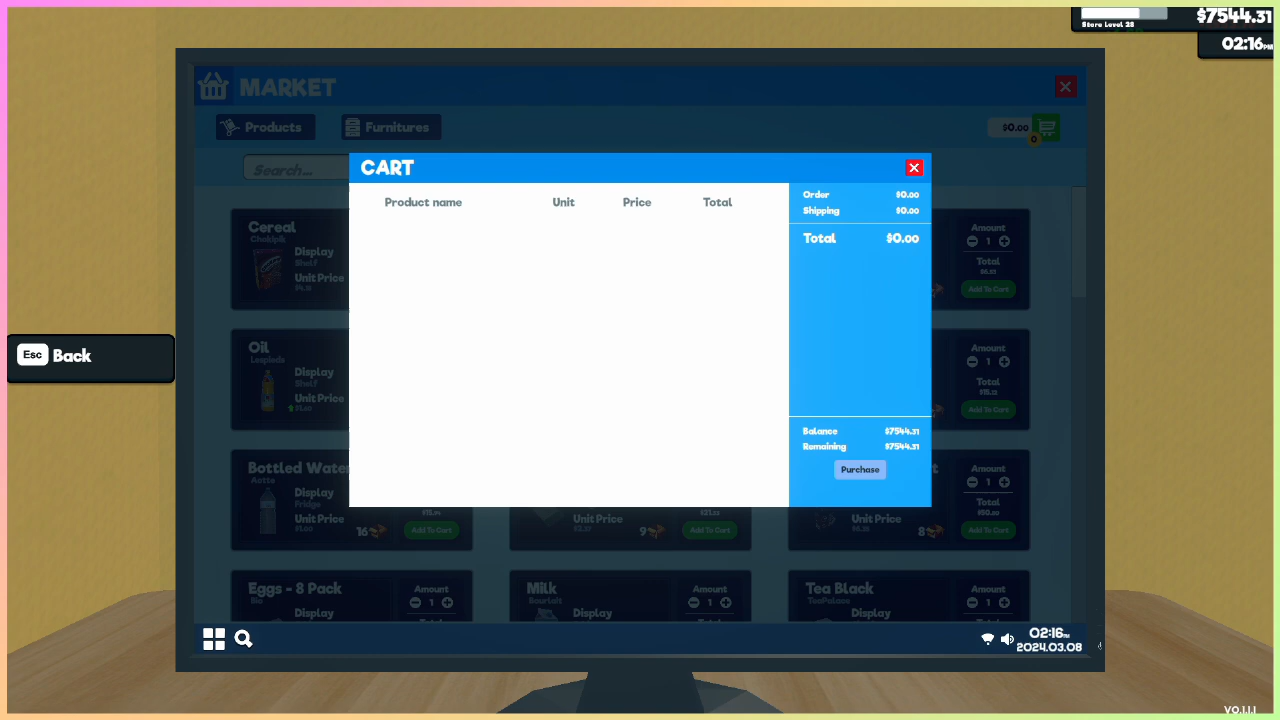 $7544.31
Store Level 28
02:16PM
MARKET
Products
Furnitures
$0.00
0
Search...
CART
Product name Unit Price Total
Order $0.00
Shipping $0.00
Total $0.00
Balance $7544.31
Remaining $7544.31
Purchase
Cereal
Display
Shelf
Unit Price
Amount
1
Total
Add To Cart
Esc Back
Oil
Display
Shelf
Unit Price
Amount
1
Total
Add To Cart
Bottled Water
Display
Fridge
Unit Price
16
Add To Cart
Unit Price
9
Add To Cart
Unit Price
8
Amount
1
Total
$50.00
Add To Cart
Eggs - 8 Pack
Bio
Display
Amount
1
Milk
Display
Amount
1
Tea Black
TeaPalace
Display
Amount
1
02:16PM
2024.03.08
V0.1.1.1